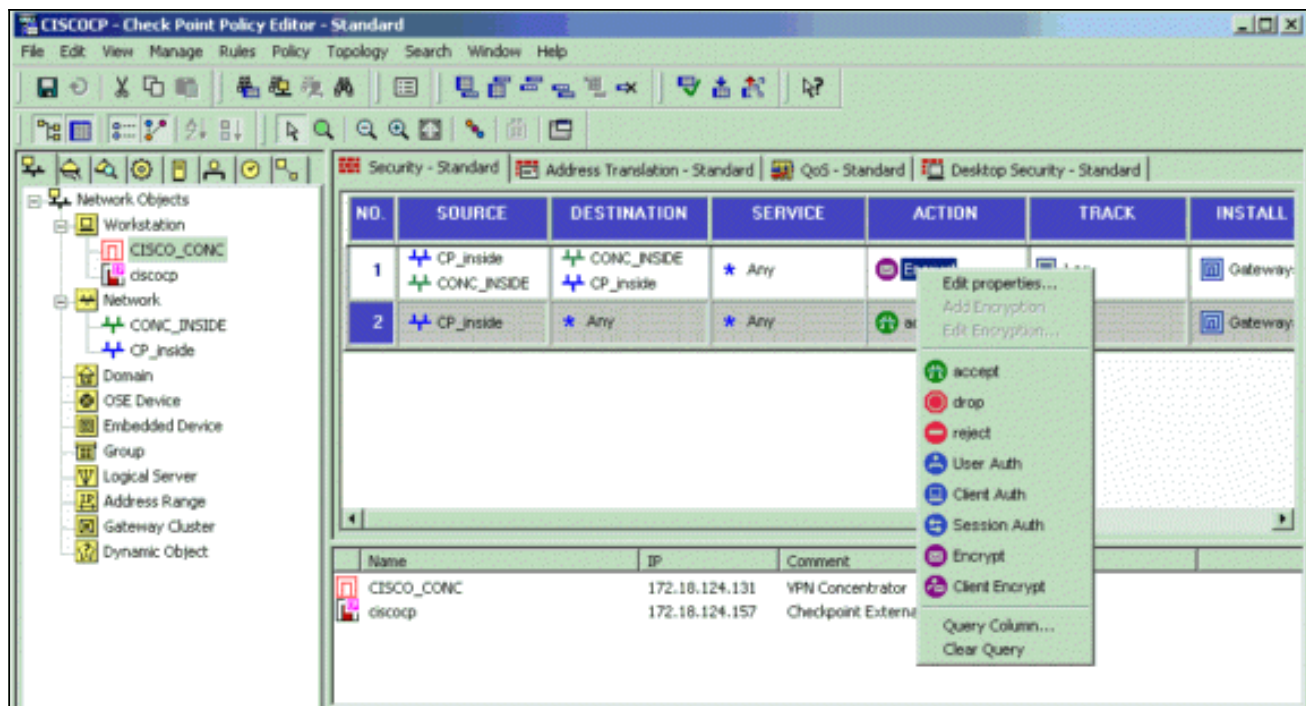 CISCOCP - Check Point Policy Editor - Standard
File Edit View Manage Rules Policy Topology Search Window Help
Security - Standard Address Translation - Standard QoS - Standard Desktop Security - Standard
Network Objects
Workstation
CISCO_CONC
ciscocp
Network
CONC_INSIDE
CP_inside
Domain
OSE Device
Embedded Device
Group
Logical Server
Address Range
Gateway Cluster
Dynamic Object
NO. SOURCE DESTINATION SERVICE ACTION TRACK INSTALL
1 CP_inside CONC_INSIDE Any Gateway
CONC_INSIDE CP_inside
2 CP_inside Any Any Gateway
Edit properties...
Add Encryption
Edit Encryption...
accept
drop
reject
User Auth
Client Auth
Session Auth
Encrypt
Client Encrypt
Query Column...
Clear Query
Name IP Comment
CISCO_CONC 172.18.124.131 VPN Concentrator
ciscocp 172.18.124.157 Checkpoint Externa